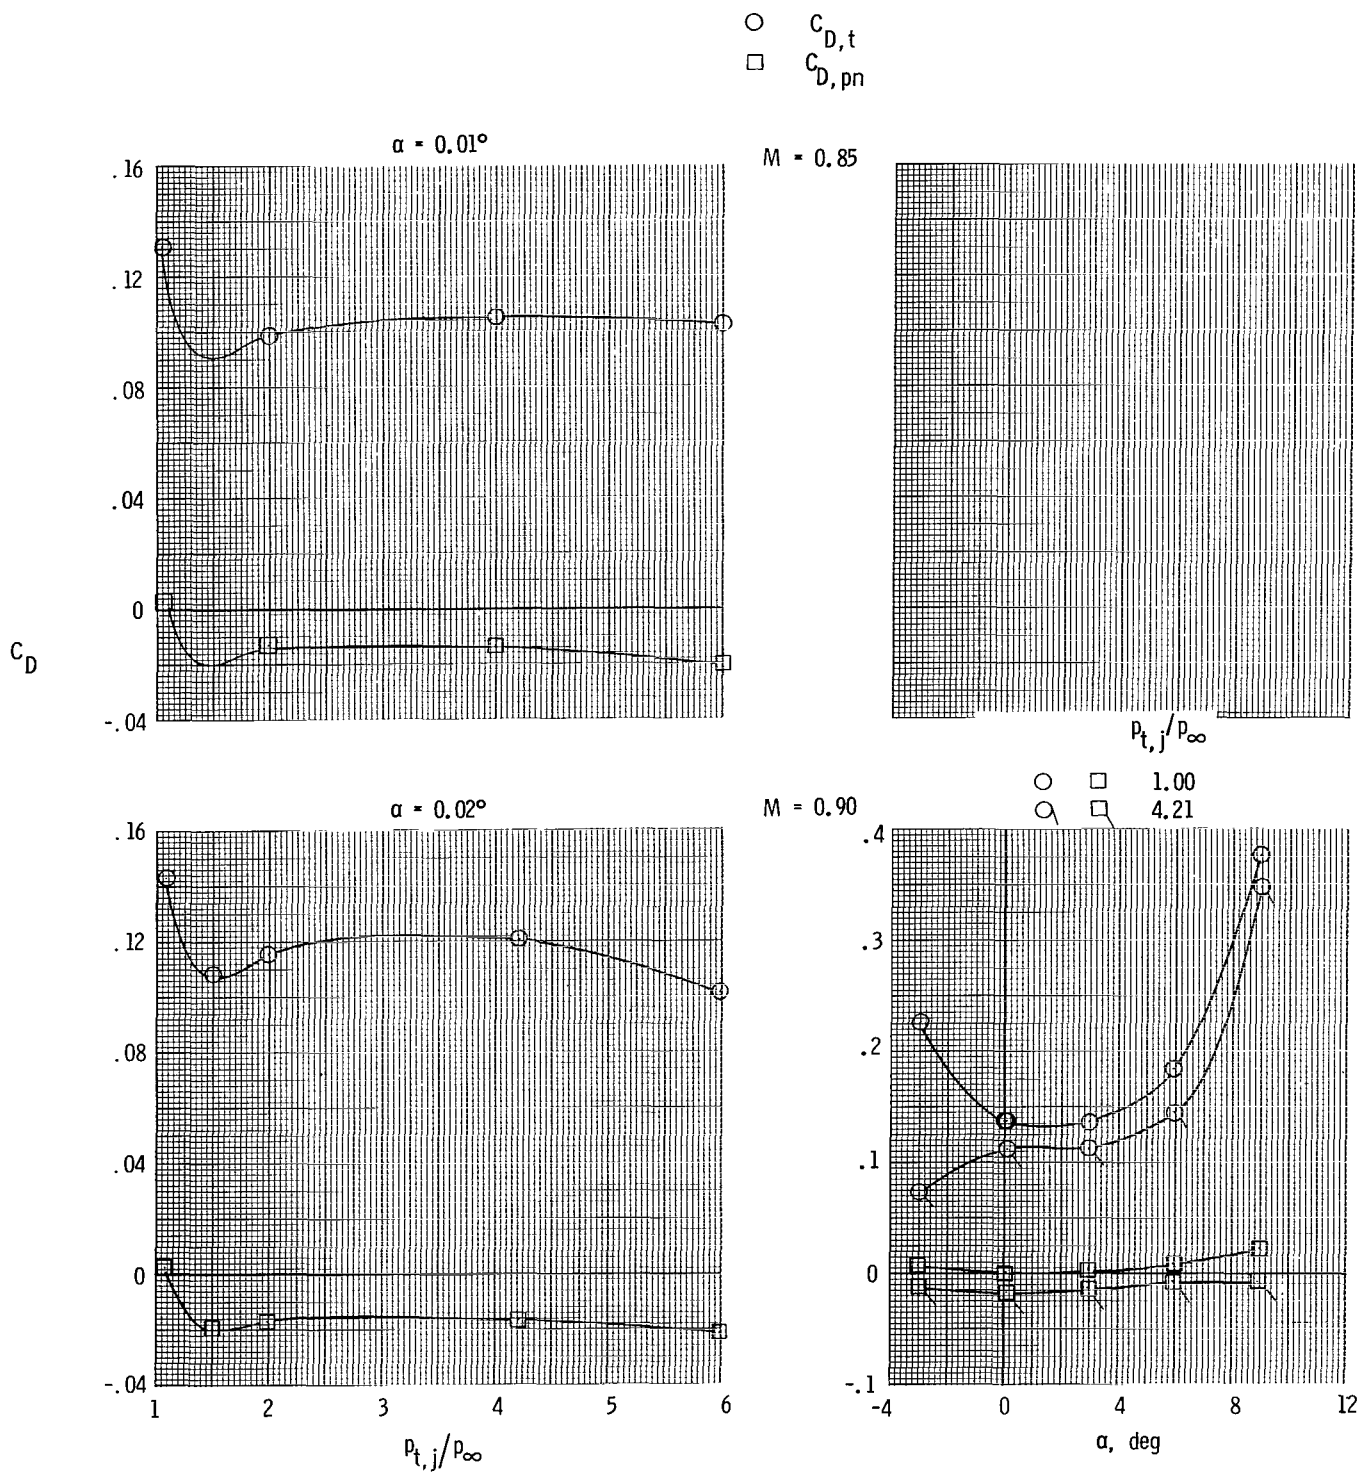 C_D,t
C_D,pn
α = 0.01°
M = 0.85
.16
.12
.08
.04
0
-.04
C_D
p_t,j/p_∞
1.00
4.21
α = 0.02°
M = 0.90
.16
.12
.08
.04
0
-.04
1 2 3 4 5 6
p_t,j/p_∞
.4
.3
.2
.1
0
-.1
-4 0 4 8 12
α, deg